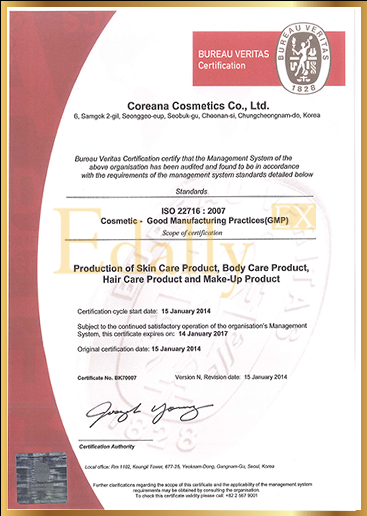 BUREAU VERITAS
Certification
BUREAU VERITAS
1828
Coreana Cosmetics Co., Ltd.
6, Samgok 2-gil, Seonggeo-eup, Seobuk-gu, Cheonan-si, Chungcheongnam-do, Korea
Bureau Veritas Certification certify that the Management System of the
above organisation has been audited and found to be in accordance
with the requirements of the management system standards detailed below
Standards
ISO 22716 : 2007
Cosmetic - Good Manufacturing Practices(GMP)
Scope of certification
Edally EX
Production of Skin Care Product, Body Care Product,
Hair Care Product and Make-Up Product
Certification cycle start date: 15 January 2014
Subject to the continued satisfactory operation of the organisation's Management
System, this certificate expires on: 14 January 2017
Original certification date: 15 January 2014
Certificate No. BK70007 Version N, Revision date: 15 January 2014
Certification Authority
Local office: Rm 1102, Keungil Tower, 677-25, Yeoksam-Dong, Gangnam-Gu, Seoul, Korea
Further clarifications regarding the scope of this certificate and the applicability of the management system
requirements may be obtained by consulting the organisation.
To check this certificate validity please call: +82 2 567 9001